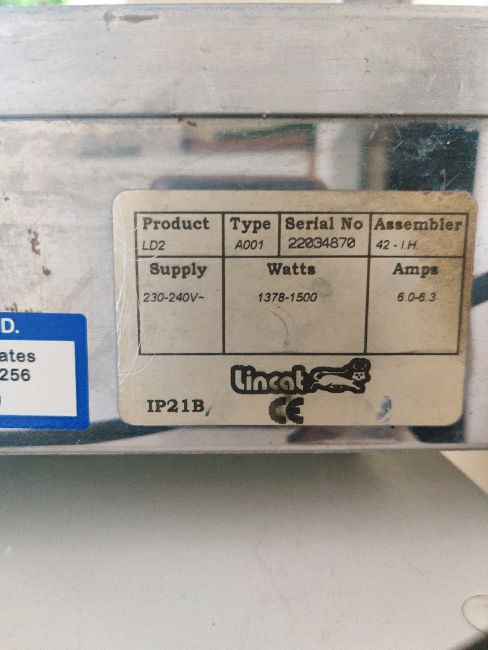 Product Type Serial No Assembler
LD2 A001 22034870 42 - I.H
Supply Watts Amps
230-240V~ 1378-1500 6.0-6.3
Lincat
IP21B CE
D.
ates
256